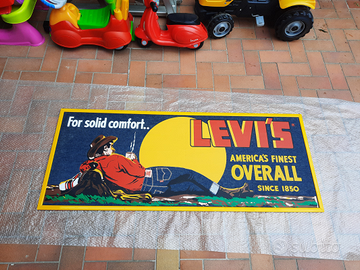 For solid comfort..
LEVI'S
AMERICA'S FINEST
OVERALL
SINCE 1850